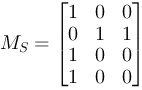 M_S = [1 0 0
0 1 1
1 0 0
1 0 0]